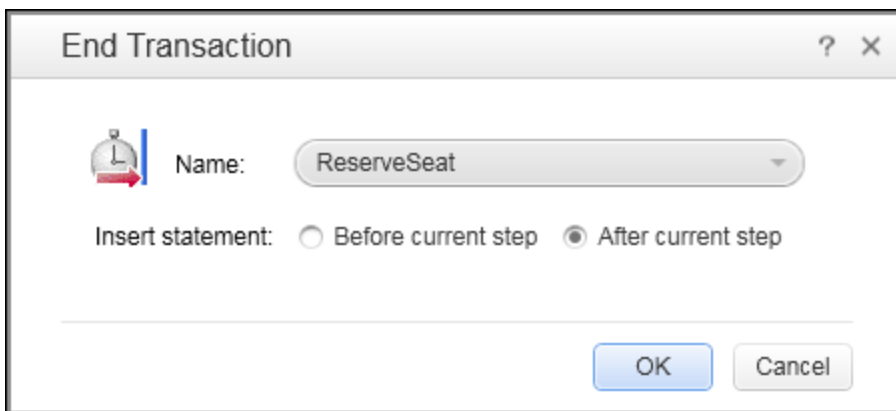 End Transaction ? ×
Name: ReserveSeat
Insert statement: Before current step After current step
OK Cancel